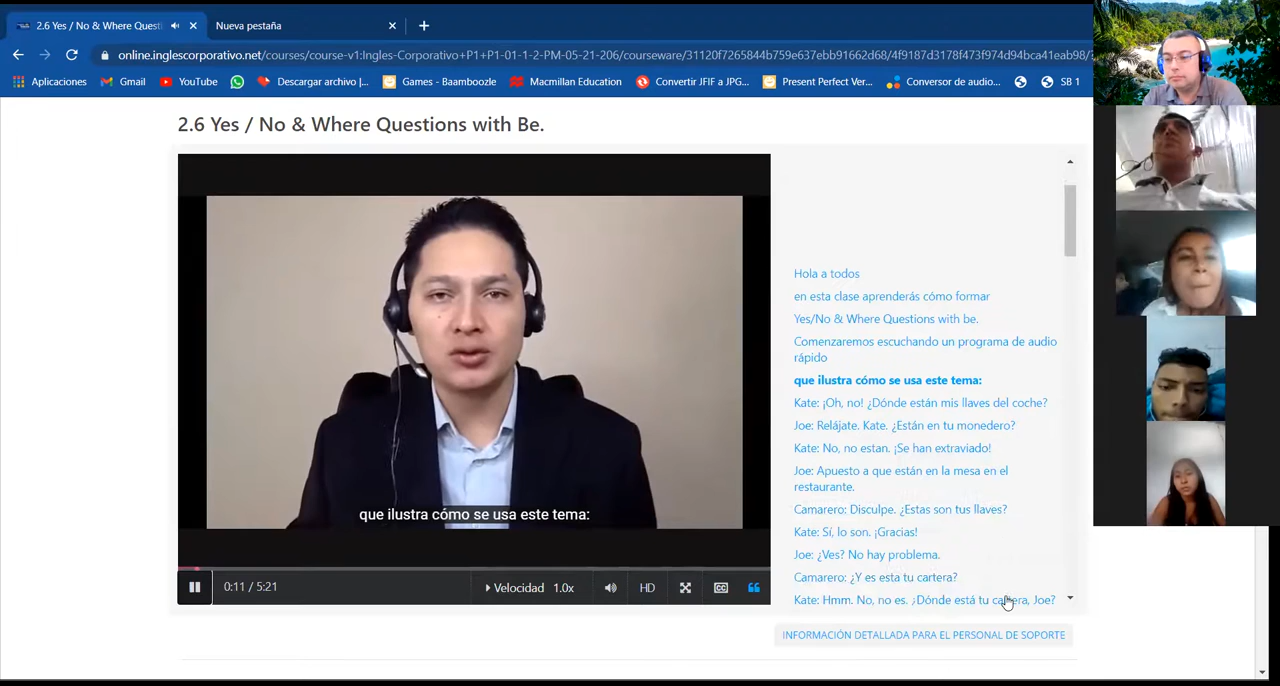 2.6 Yes / No & Where Quest
Nueva pestaña
online.inglescorporativo.net/courses/course-v1:Ingles-Corporativo+P1+P1-01-1-2-PM-05-21-206/courseware/31120f7265844b759e637ebb91662d68/4f9187d3178f473f974d94bca41eab98/
Aplicaciones
Gmail
YouTube
Descargar archivo |...
Games - Baamboozle
Macmillan Education
Convertir JFIF a JPG...
Present Perfect Ver...
Conversor de audio...
SB 1
2.6 Yes / No & Where Questions with Be.
Hola a todos
en esta clase aprenderás cómo formar
Yes/No & Where Questions with be.
Comenzaremos escuchando un programa de audio
rápido
que ilustra cómo se usa este tema:
Kate: ¡Oh, no! ¿Dónde están mis llaves del coche?
Joe: Relájate. Kate. ¿Están en tu monedero?
Kate: No, no estan. ¡Se han extraviado!
Joe: Apuesto a que están en la mesa en el
restaurante.
Camarero: Disculpe. ¿Estas son tus llaves?
Kate: Sí, lo son. ¡Gracias!
Joe: ¿Ves? No hay problema.
Camarero: ¿Y es esta tu cartera?
Kate: Hmm. No, no es. ¿Dónde está tu cartera, Joe?
que ilustra cómo se usa este tema:
0:11 / 5:21
Velocidad 1.0x
HD
CC
INFORMACIÓN DETALLADA PARA EL PERSONAL DE SOPORTE